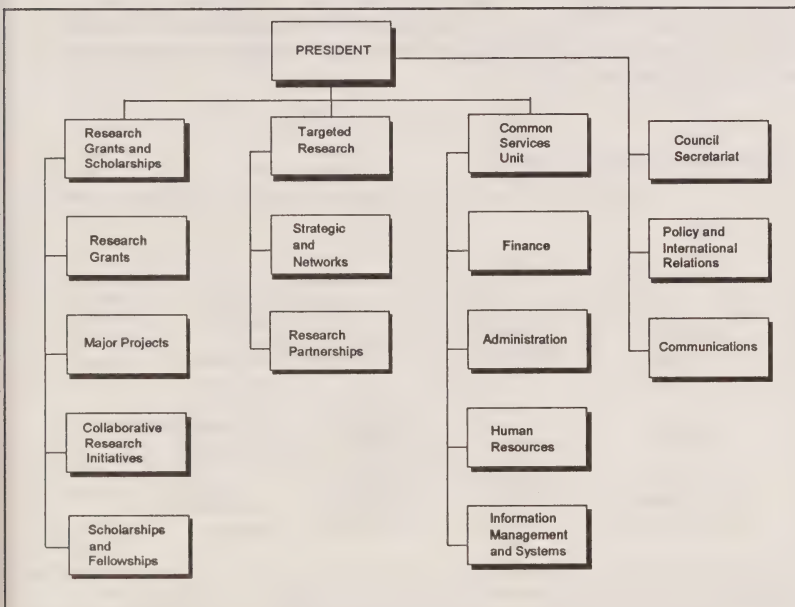 PRESIDENT
Research
Grants and
Scholarships
Research
Grants
Major Projects
Collaborative
Research
Initiatives
Scholarships
and
Fellowships
Targeted
Research
Strategic
and
Networks
Research
Partnerships
Common
Services
Unit
Finance
Administration
Human
Resources
Information
Management
and Systems
Council
Secretariat
Policy and
International
Relations
Communications